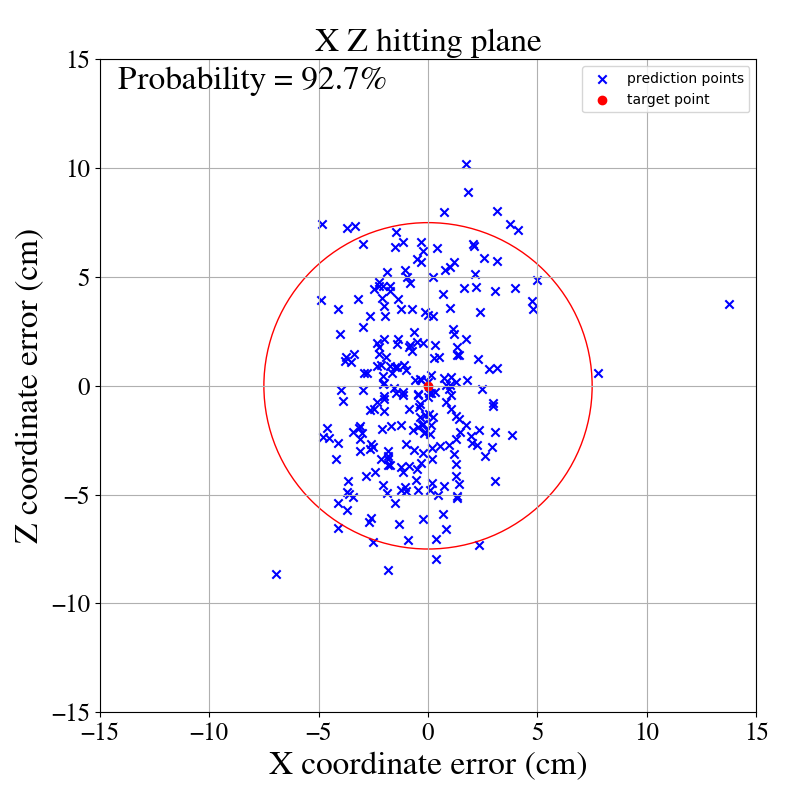 X Z hitting plane
Probability = 92.7%
prediction points
target point
15
10
5
0
−5
−10
−15
Z coordinate error (cm)
−15
−10
−5
0
5
10
15
X coordinate error (cm)